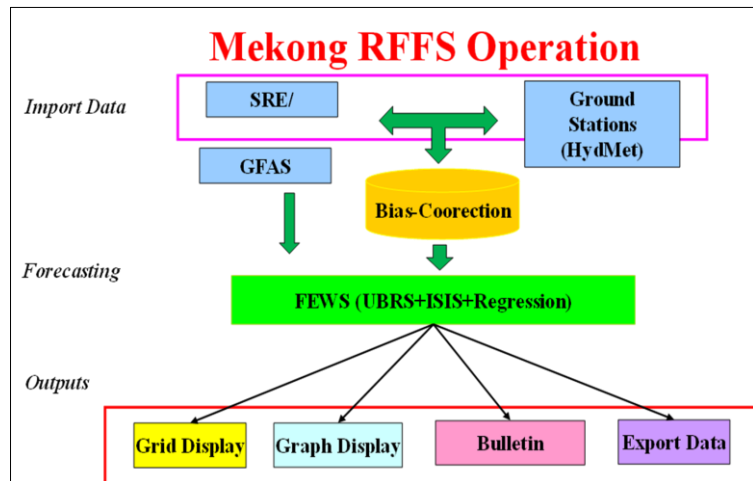 Mekong RFFS Operation
Import Data
SRE/
Ground
Stations
(HydMet)
GFAS
Bias-Coorection
Forecasting
FEWS (UBRS+ISIS+Regression)
Outputs
Grid Display
Graph Display
Bulletin
Export Data